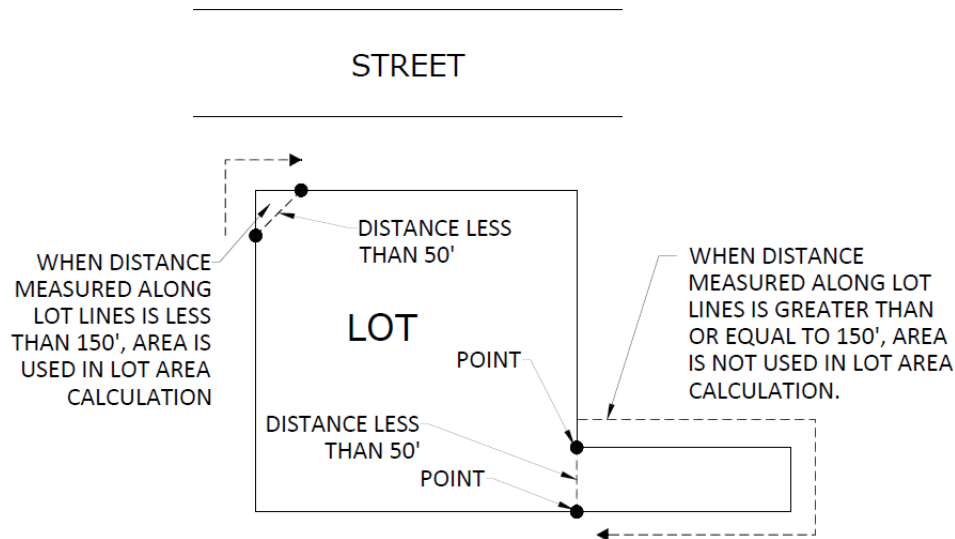 STREET
DISTANCE LESS
THAN 50'
WHEN DISTANCE
MEASURED ALONG
LOT LINES IS LESS
THAN 150', AREA IS
USED IN LOT AREA
CALCULATION
WHEN DISTANCE
MEASURED ALONG LOT
LINES IS GREATER THAN
OR EQUAL TO 150', AREA
IS NOT USED IN LOT AREA
CALCULATION.
LOT
POINT
DISTANCE LESS
THAN 50'
POINT